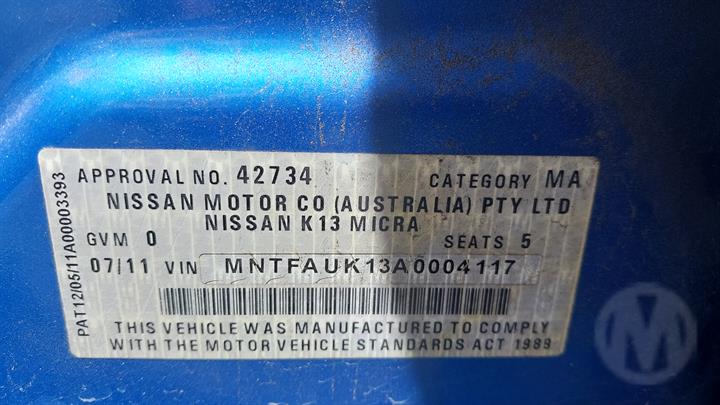 APPROVAL NO. 42734 CATEGORY MA
NISSAN MOTOR CO (AUSTRALIA) PTY LTD
NISSAN K13 MICRA
GVM 0 SEATS 5
07/11 VIN MNTFAUK13A0004117
THIS VEHICLE WAS MANUFACTURED TO COMPLY
WITH THE MOTOR VEHICLE STANDARDS ACT 1989
PAT12/05/11A00003393
M